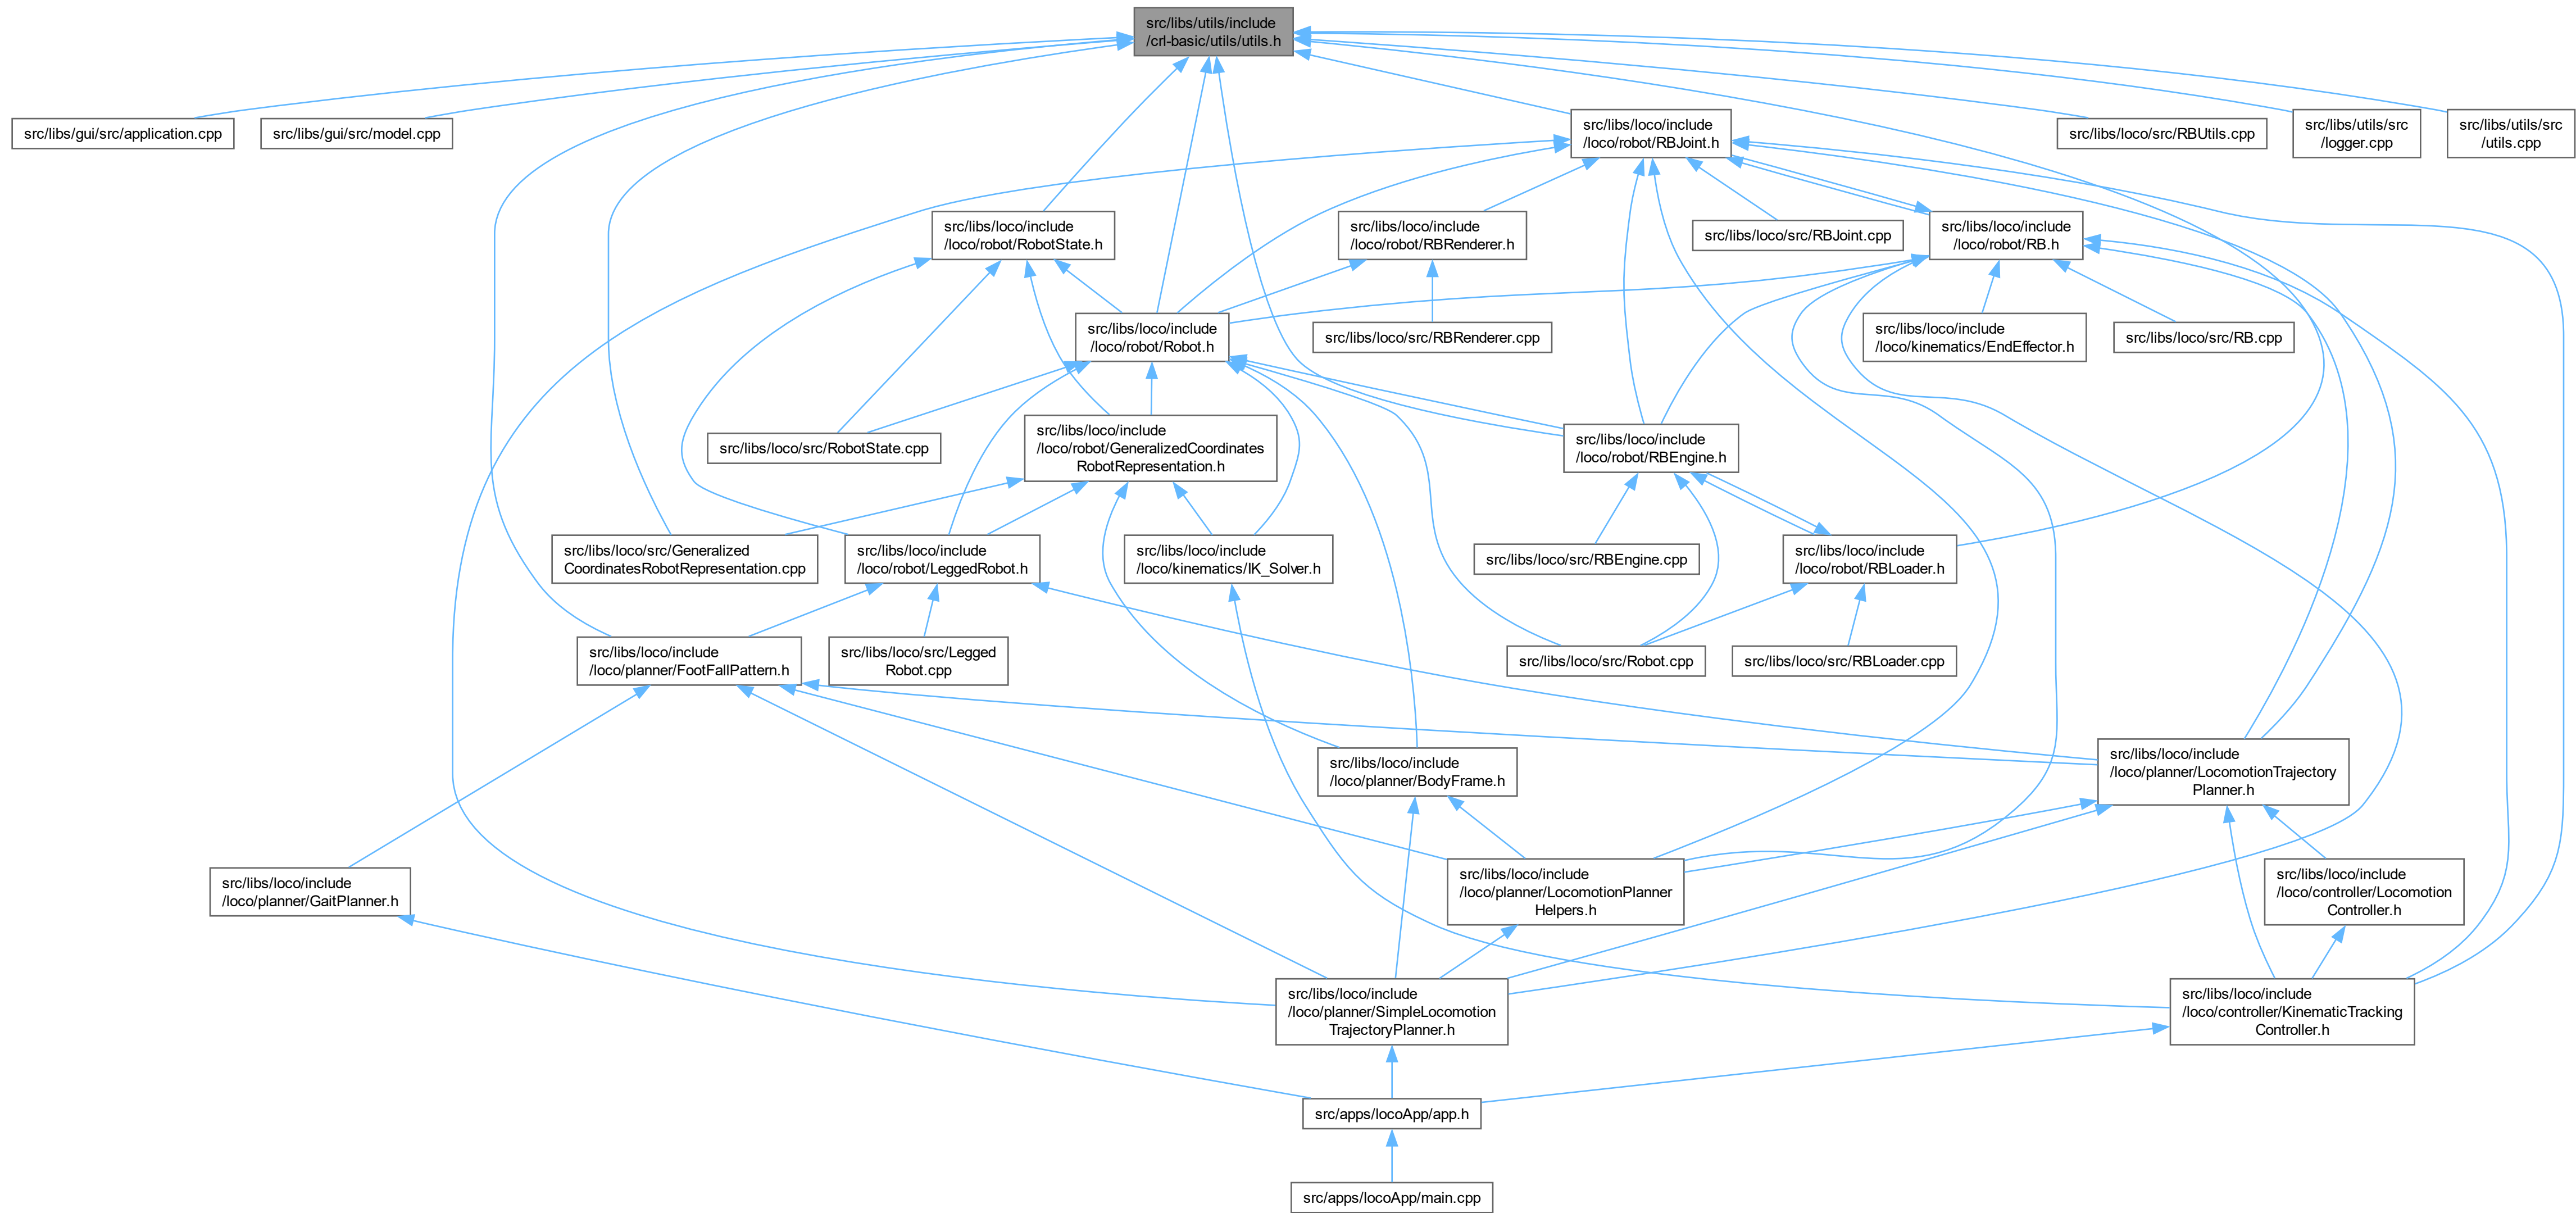 src/libs/utils/include
/crl-basic/utils/utils.h
src/libs/gui/src/application.cpp
src/libs/gui/src/model.cpp
src/libs/loco/include
/loco/robot/RBJoint.h
src/libs/loco/src/RBUtils.cpp
src/libs/utils/src
/logger.cpp
src/libs/utils/src
/utils.cpp
src/libs/loco/include
/loco/robot/RobotState.h
src/libs/loco/include
/loco/robot/RBRenderer.h
src/libs/loco/src/RBJoint.cpp
src/libs/loco/include
/loco/robot/RB.h
src/libs/loco/include
/loco/robot/Robot.h
src/libs/loco/src/RBRenderer.cpp
src/libs/loco/include
/loco/kinematics/EndEffector.h
src/libs/loco/src/RB.cpp
src/libs/loco/src/RobotState.cpp
src/libs/loco/include
/loco/robot/GeneralizedCoordinates
RobotRepresentation.h
src/libs/loco/include
/loco/robot/RBEngine.h
src/libs/loco/src/Generalized
CoordinatesRobotRepresentation.cpp
src/libs/loco/include
/loco/robot/LeggedRobot.h
src/libs/loco/include
/loco/kinematics/IK_Solver.h
src/libs/loco/src/RBEngine.cpp
src/libs/loco/include
/loco/robot/RBLoader.h
src/libs/loco/include
/loco/planner/FootFallPattern.h
src/libs/loco/src/Legged
Robot.cpp
src/libs/loco/src/Robot.cpp
src/libs/loco/src/RBLoader.cpp
src/libs/loco/include
/loco/planner/BodyFrame.h
src/libs/loco/include
/loco/planner/LocomotionTrajectory
Planner.h
src/libs/loco/include
/loco/planner/GaitPlanner.h
src/libs/loco/include
/loco/planner/LocomotionPlanner
Helpers.h
src/libs/loco/include
/loco/controller/Locomotion
Controller.h
src/libs/loco/include
/loco/planner/SimpleLocomotion
TrajectoryPlanner.h
src/libs/loco/include
/loco/controller/KinematicTracking
Controller.h
src/apps/locoApp/app.h
src/apps/locoApp/main.cpp